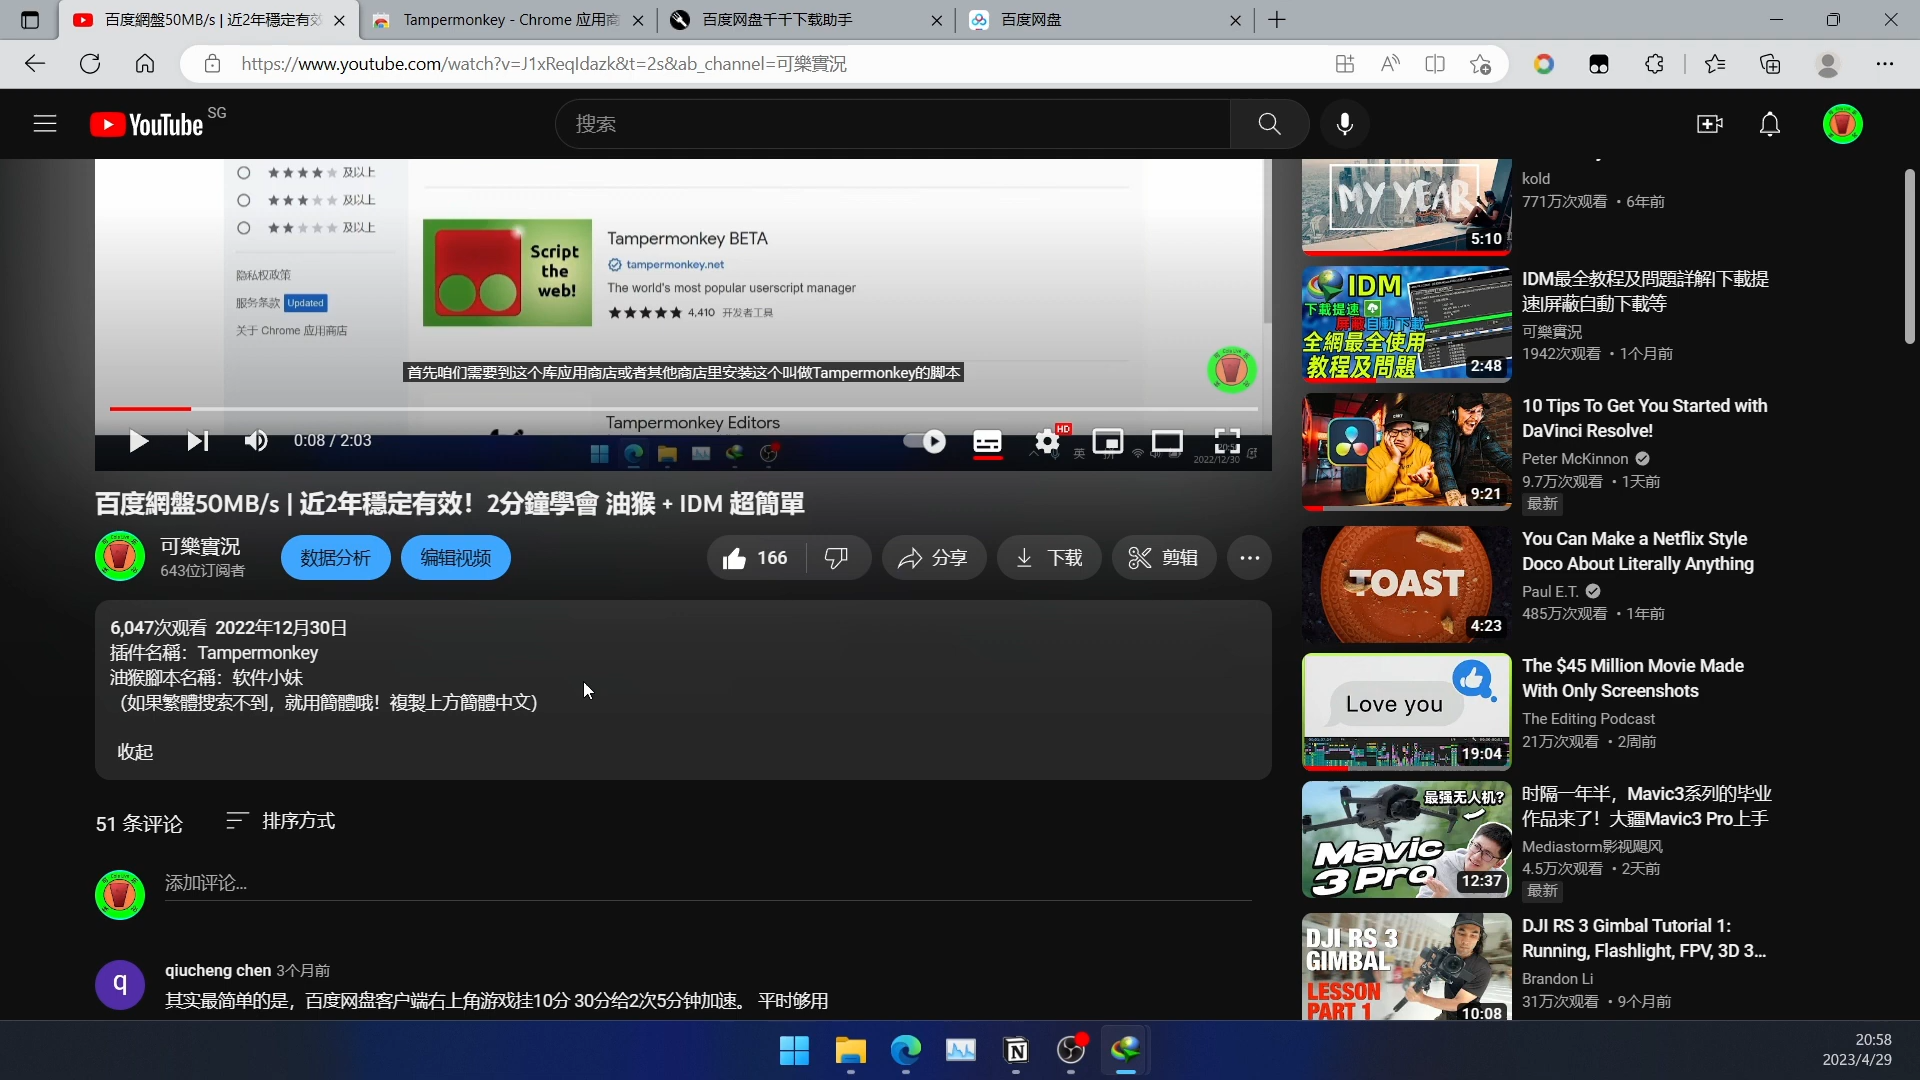 百度網盤50MB/s | 近2年穩定有效
Tampermonkey - Chrome 应用商
百度网盘千千下载助手
百度网盘
https://www.youtube.com/watch?v=J1xReqIdazk&t=2s&ab_channel=可樂實況
YouTube SG
搜索
及以上
及以上
及以上
隐私权政策
服务条款 Updated
关于 Chrome 应用商店
Script
the
web!
Tampermonkey BETA
tampermonkey.net
The world's most popular userscript manager
4,410 开发者工具
首先咱们需要到这个库应用商店或者其他商店里安装这个叫做Tampermonkey的脚本
Tampermonkey Editors
0:08 / 2:03
HD
英
2022/12/30
百度網盤50MB/s | 近2年穩定有效！2分鐘學會 油猴 + IDM 超簡單
可樂實況
643位订阅者
数据分析
编辑视频
166
分享
下载
剪辑
6,047次观看 2022年12月30日
插件名稱：Tampermonkey
油猴腳本名稱：软件小妹
（如果繁體搜索不到，就用簡體哦！複製上方簡體中文）
收起
51 条评论
排序方式
添加评论...
q
qiucheng chen 3个月前
其实最简单的是，百度网盘客户端右上角游戏挂10分 30分给2次5分钟加速。 平时够用
MY YEAR
5:10
kold
771万次观看 • 6年前
IDM
下載提速
屏蔽自動下載
全網最全使用
教程及問題
2:48
IDM最全教程及問題詳解|下載提
速|屏蔽自動下載等
可樂實況
1942次观看 • 1个月前
9:21
10 Tips To Get You Started with
DaVinci Resolve!
Peter McKinnon
9.7万次观看 • 1天前
最新
TOAST
4:23
You Can Make a Netflix Style
Doco About Literally Anything
Paul E.T.
485万次观看 • 1年前
Love you
19:04
The $45 Million Movie Made
With Only Screenshots
The Editing Podcast
21万次观看 • 2周前
最强无人机?
Mavic
3 Pro
12:37
时隔一年半，Mavic3系列的毕业
作品来了！大疆Mavic3 Pro上手
Mediastorm影视飓风
4.5万次观看 • 2天前
最新
DJI RS 3
GIMBAL
LESSON
PART 1
10:08
DJI RS 3 Gimbal Tutorial 1:
Running, Flashlight, FPV, 3D 3...
Brandon Li
31万次观看 • 9个月前
20:58
2023/4/29